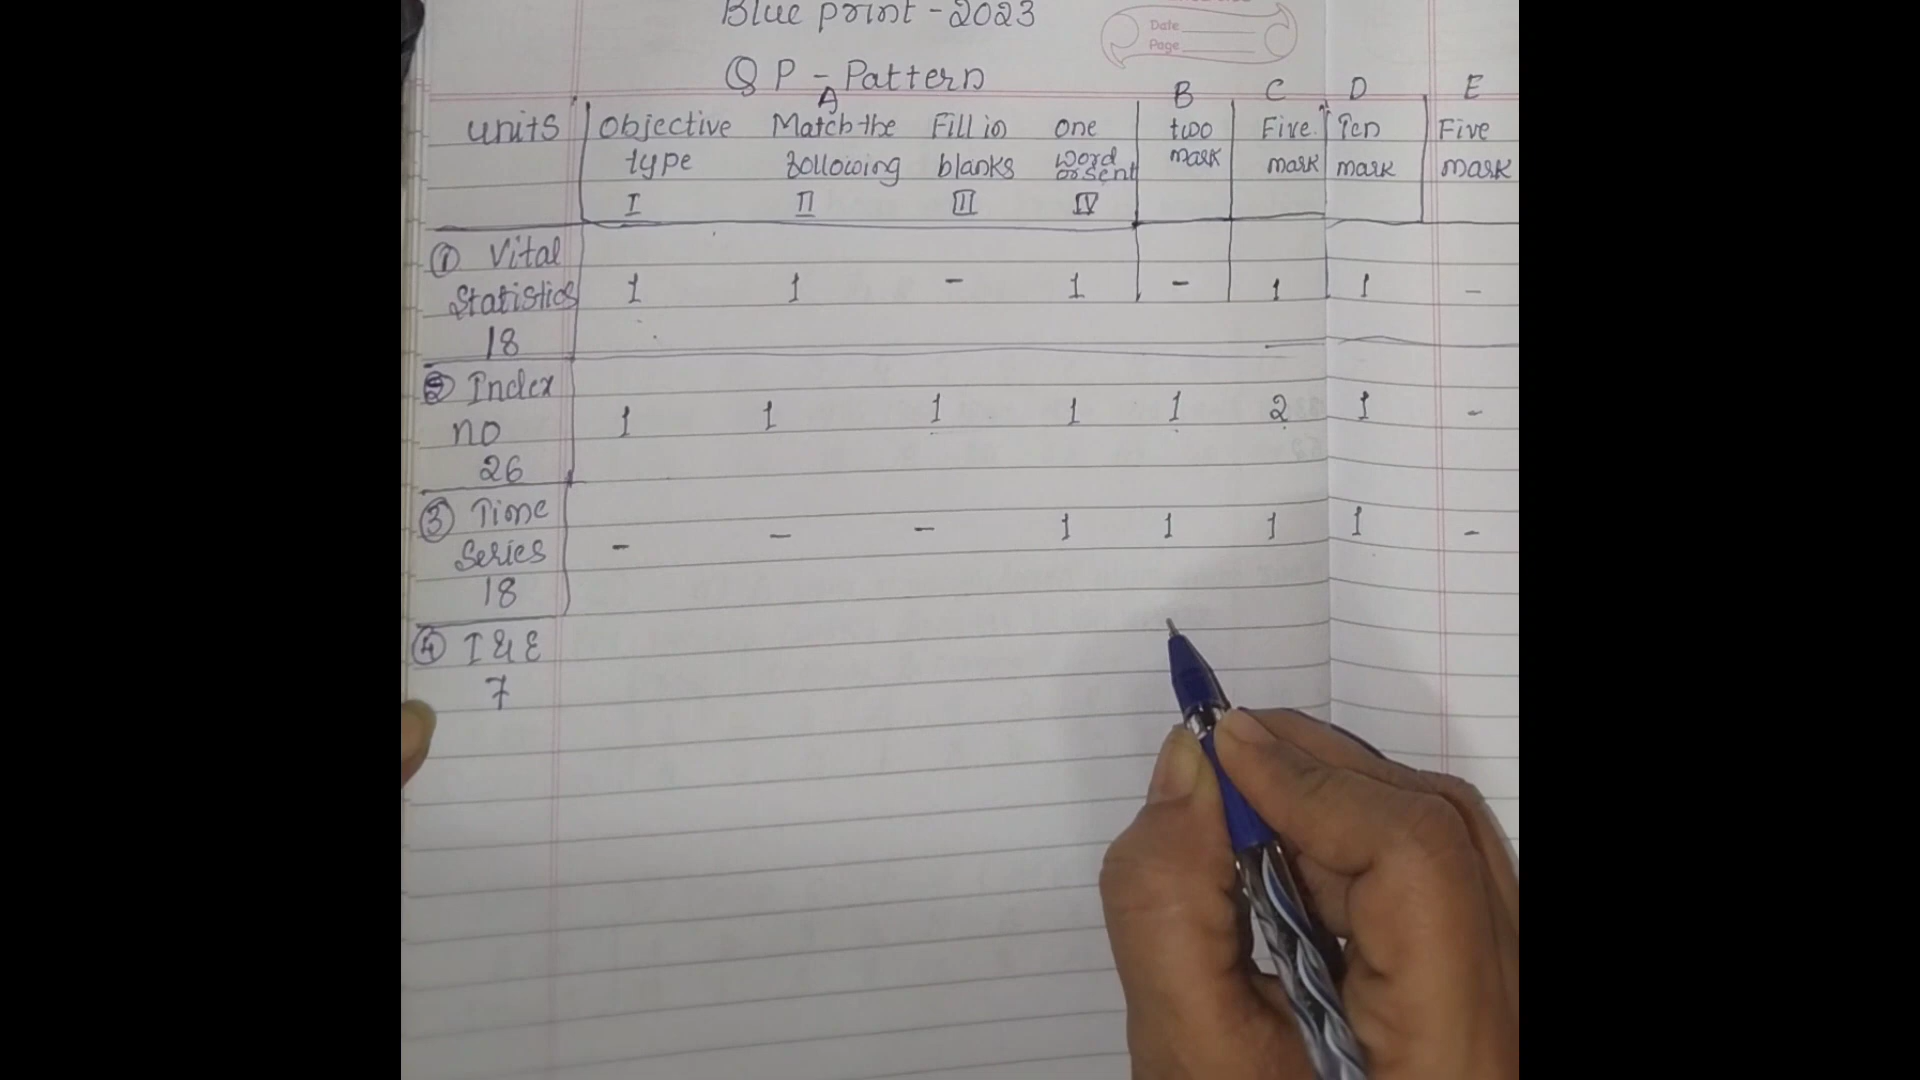 Blue print - 2023
Date
Page
Q P - Pattern
A B C D E
units Objective Match the Fill in One two Five Ten Five
type following blanks word mark mark mark mark
or sent
I II III IV
① Vital
Statistics 1 1 - 1 - 1 1 -
18
② Index
no 1 1 1 1 1 2 1 -
26
③ Time
Series - - - 1 1 1 1 -
18
④ I & E
7